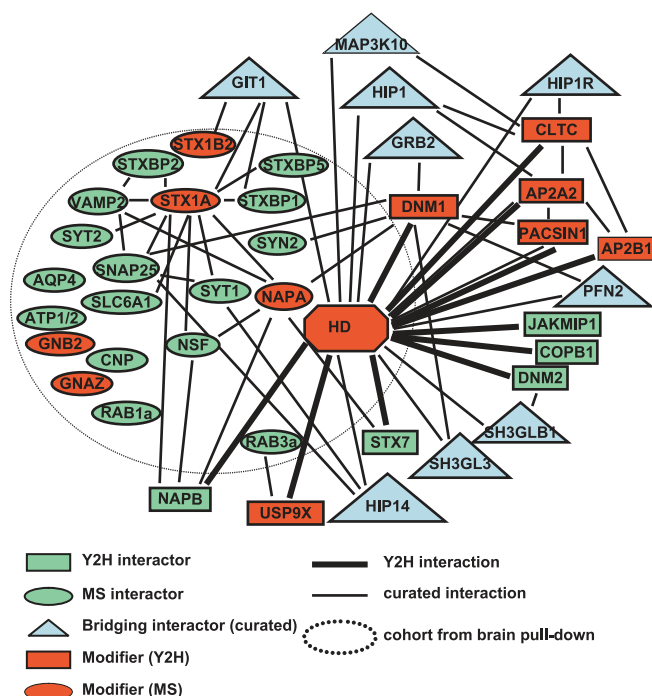 MAP3K10
GIT1
HIP1
HIP1R
GRB2
CLTC
STX1B2
STXBP2
STXBP5
VAMP2
STX1A
STXBP1
AP2A2
DNM1
SYT2
SYN2
PACSIN1
AP2B1
SNAP25
AQP4
SLC6A1
SYT1
NAPA
PFN2
ATP1/2
HD
JAKMIP1
GNB2
NSF
CNP
COPB1
GNAZ
DNM2
RAB1a
RAB3a
STX7
SH3GLB1
SH3GL3
NAPB
USP9X
HIP14
Y2H interactor
MS interactor
Bridging interactor (curated)
Modifier (Y2H)
Modifier (MS)
Y2H interaction
curated interaction
cohort from brain pull-down